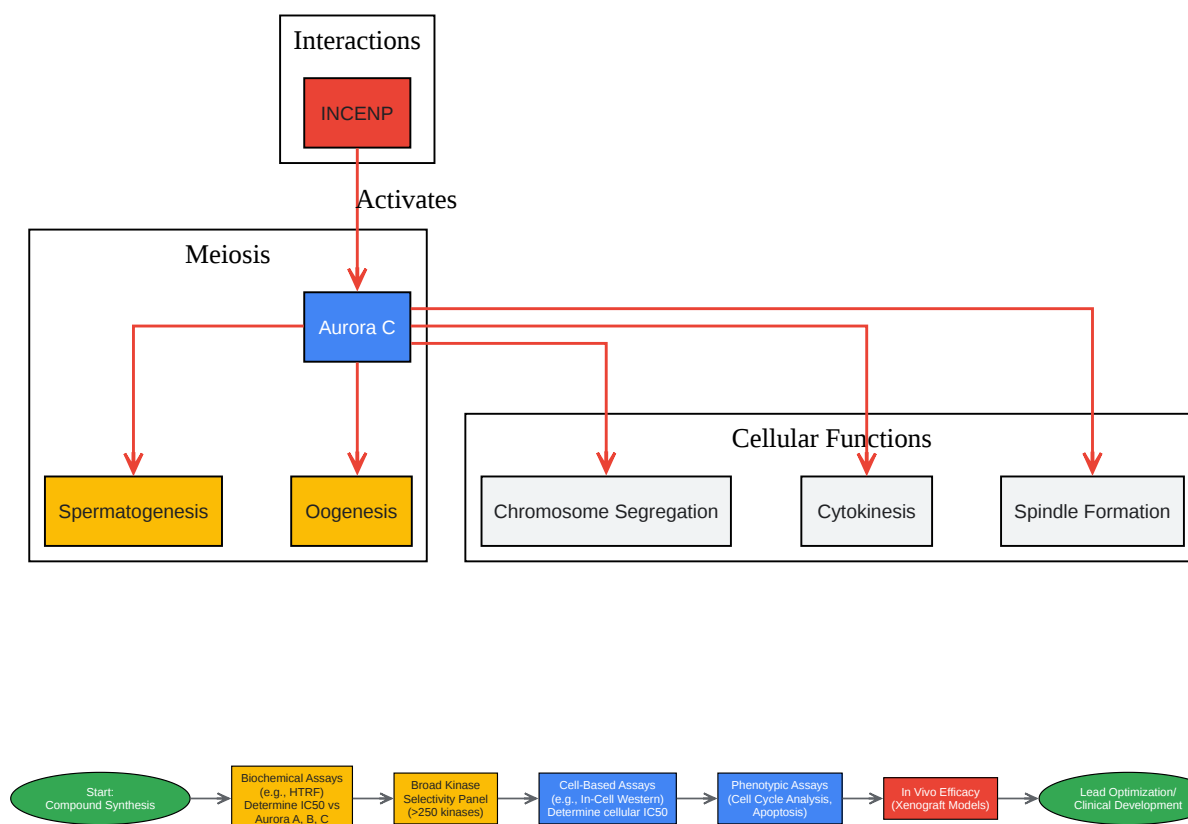 Interactions
INCENP
Activates
Meiosis
Aurora C
Cellular Functions
Spermatogenesis
Oogenesis
Chromosome Segregation
Cytokinesis
Spindle Formation
Start:
Compound Synthesis
Biochemical Assays
(e.g., HTRF)
Determine IC50 vs
Aurora A, B, C
Broad Kinase
Selectivity Panel
(>250 kinases)
Cell-Based Assays
(e.g., In-Cell Western)
Determine cellular IC50
Phenotypic Assays
(Cell Cycle Analysis,
Apoptosis)
In Vivo Efficacy
(Xenograft Models)
Lead Optimization/
Clinical Development